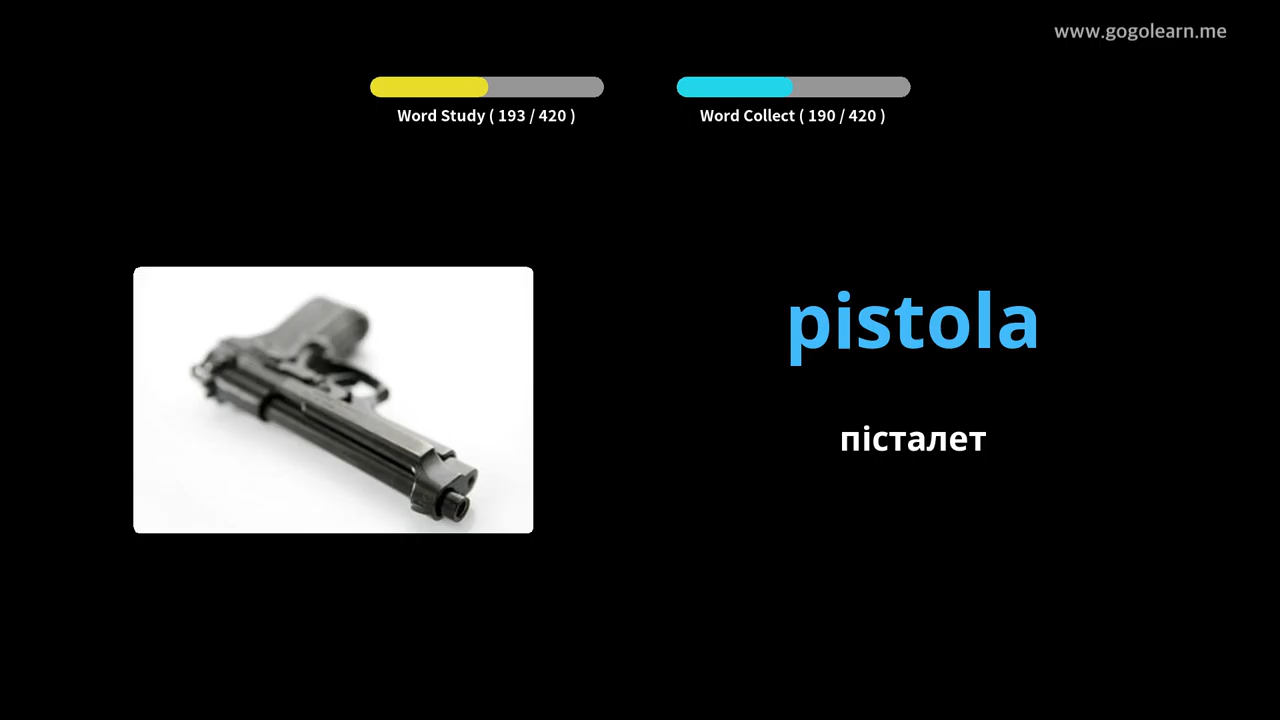 www.gogolearn.me
Word Study ( 193 / 420 )
Word Collect ( 190 / 420 )
pistola
пісталет